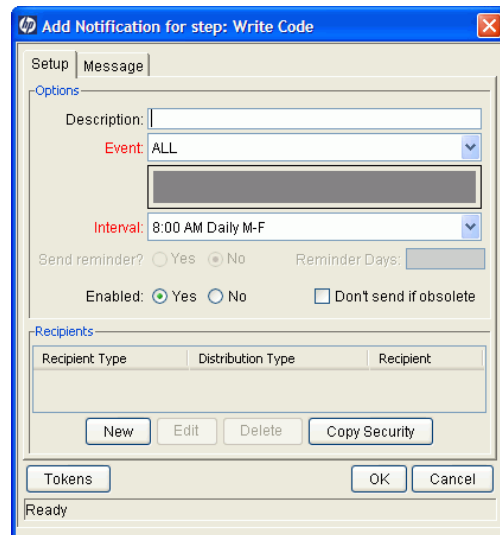 hp Add Notification for step: Write Code
Setup Message
Options
Description:
Event: ALL
Interval: 8:00 AM Daily M-F
Send reminder? Yes No Reminder Days:
Enabled: Yes No Don't send if obsolete
Recipients
Recipient Type Distribution Type Recipient
New Edit Delete Copy Security
Tokens OK Cancel
Ready